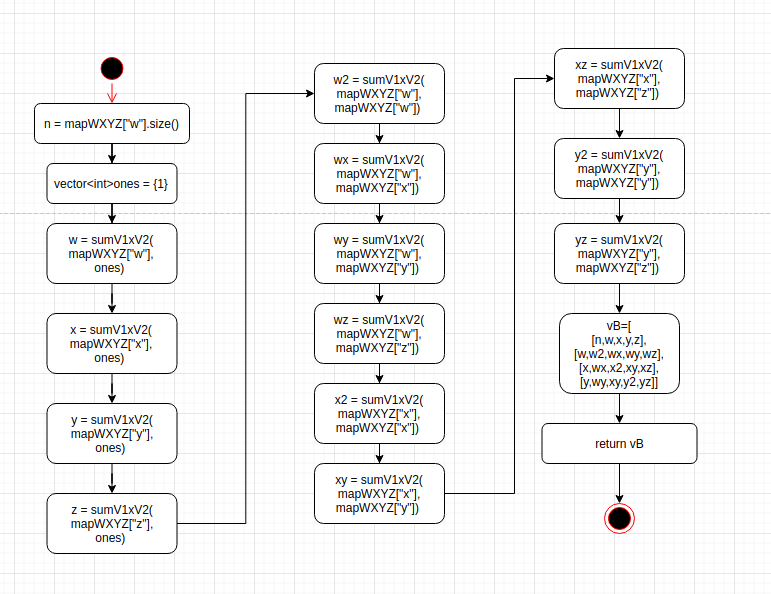 n = mapWXYZ["w"].size()
vector<int>ones = {1}
w = sumV1xV2(
mapWXYZ["w"],
ones)
x = sumV1xV2(
mapWXYZ["x"],
ones)
y = sumV1xV2(
mapWXYZ["y"],
ones)
z = sumV1xV2(
mapWXYZ["z"],
ones)
w2 = sumV1xV2(
mapWXYZ["w"],
mapWXYZ["w"])
wx = sumV1xV2(
mapWXYZ["w"],
mapWXYZ["x"])
wy = sumV1xV2(
mapWXYZ["w"],
mapWXYZ["y"])
wz = sumV1xV2(
mapWXYZ["w"],
mapWXYZ["z"])
x2 = sumV1xV2(
mapWXYZ["x"],
mapWXYZ["x"])
xy = sumV1xV2(
mapWXYZ["x"],
mapWXYZ["y"])
xz = sumV1xV2(
mapWXYZ["x"],
mapWXYZ["z"])
y2 = sumV1xV2(
mapWXYZ["y"],
mapWXYZ["y"])
yz = sumV1xV2(
mapWXYZ["y"],
mapWXYZ["z"])
vB=[
[n,w,x,y,z],
[w,w2,wx,wy,wz],
[x,wx,x2,xy,xz],
[y,wy,xy,y2,yz]]
return vB